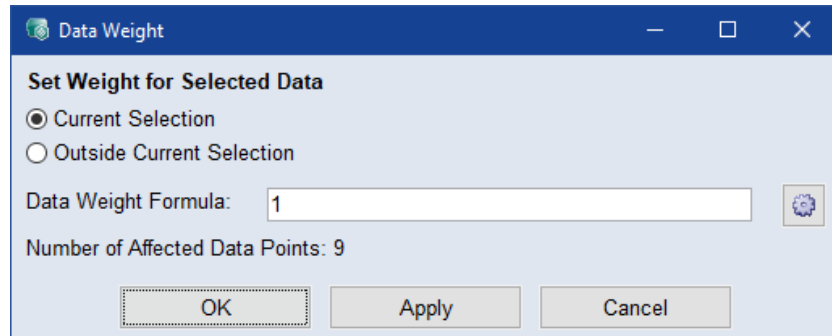 Data Weight
Set Weight for Selected Data
Current Selection
Outside Current Selection
Data Weight Formula: 1
Number of Affected Data Points: 9
OK Apply Cancel